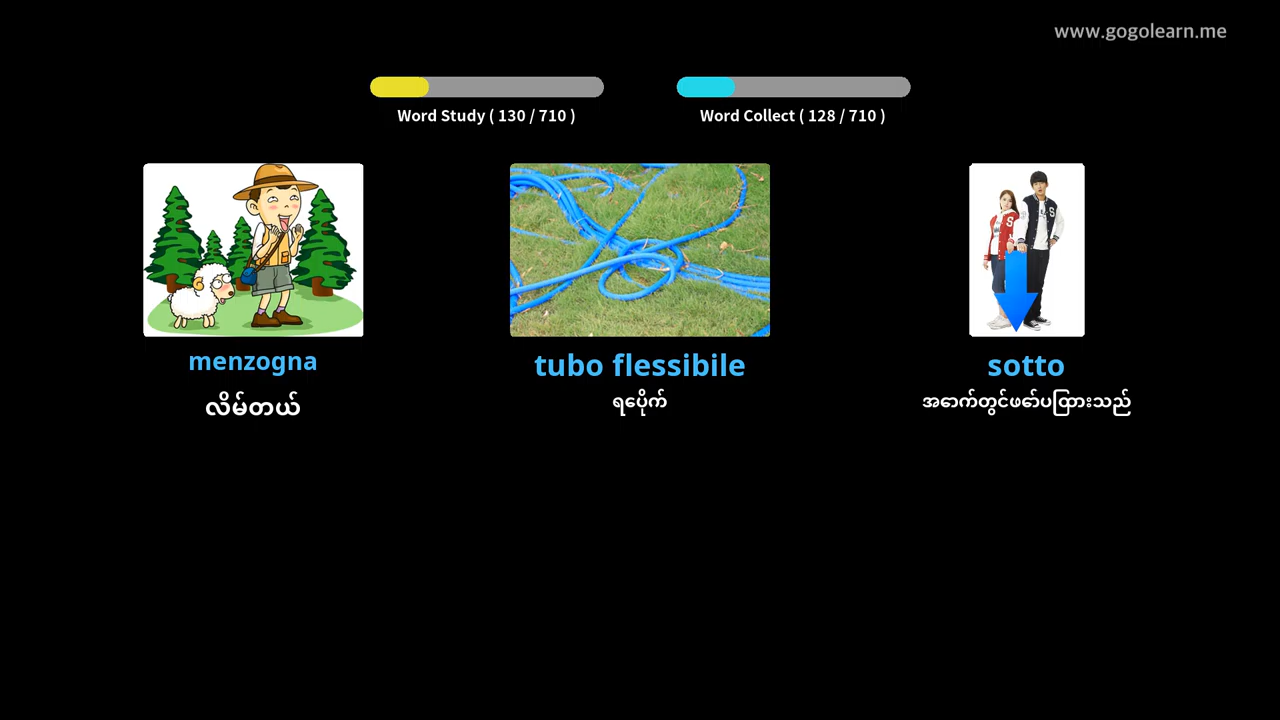 www.gogolearn.me
Word Study ( 130 / 710 )
Word Collect ( 128 / 710 )
menzogna
tubo flessibile
sotto
လိမ်တယ်
ရပေိုက်
အောက်တွင်ဖော်ပထြားသည်